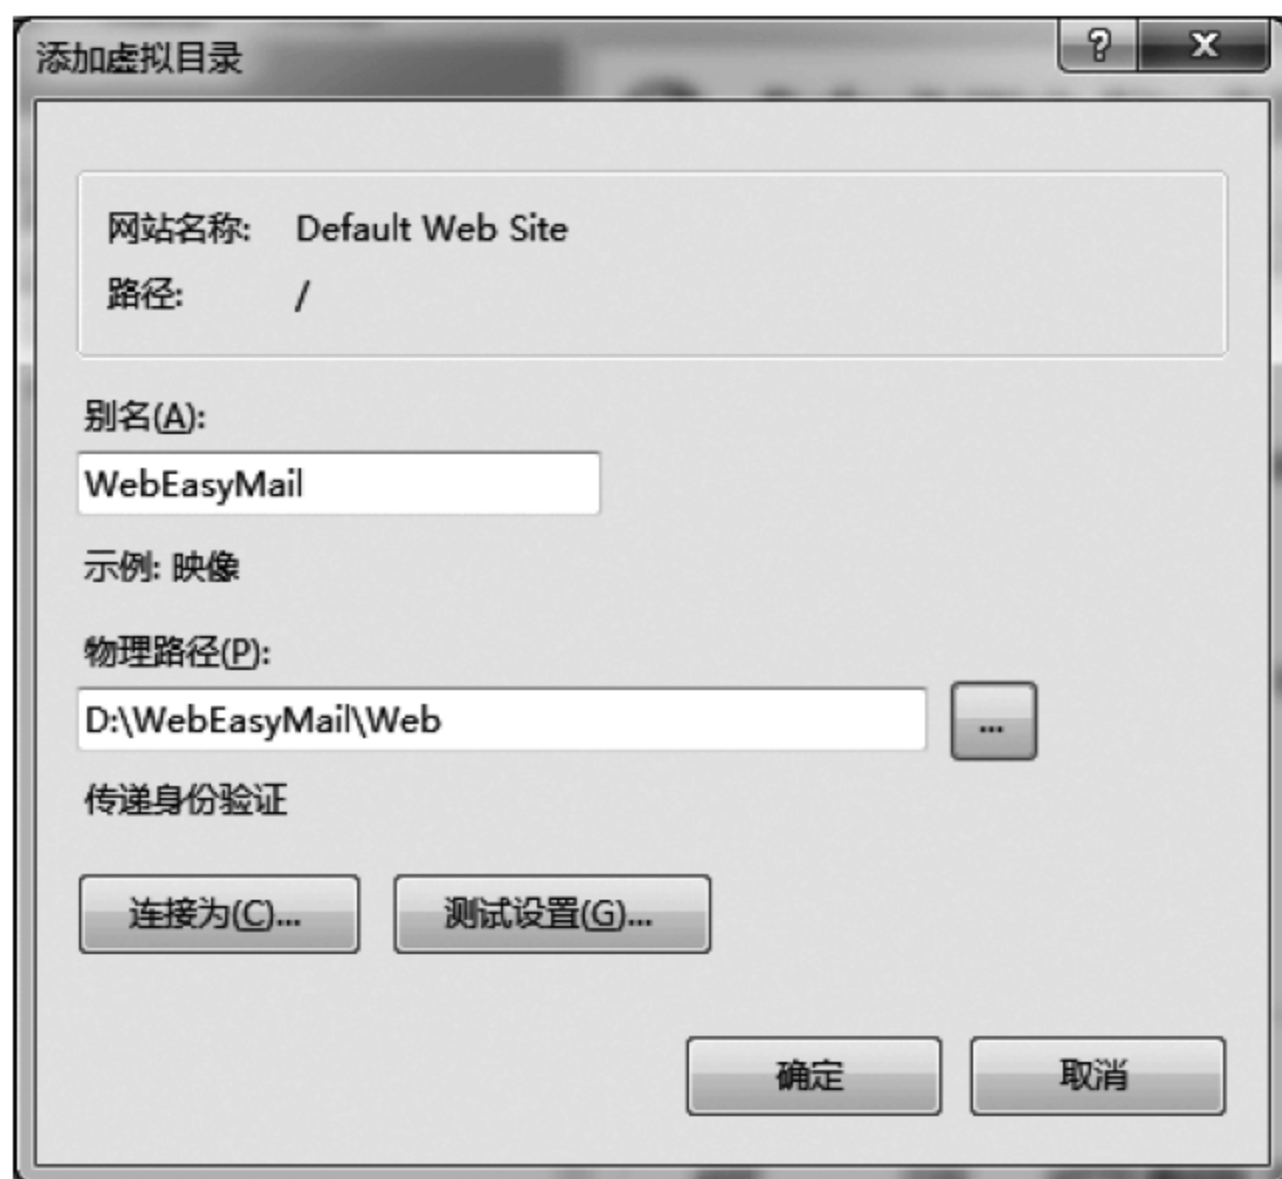 添加虚拟目录
网站名称: Default Web Site
路径: /
别名(A):
WebEasyMail
示例: 映像
物理路径(P):
D:\WebEasyMail\Web
...
传递身份验证
连接为(C)... 测试设置(G)...
确定 取消